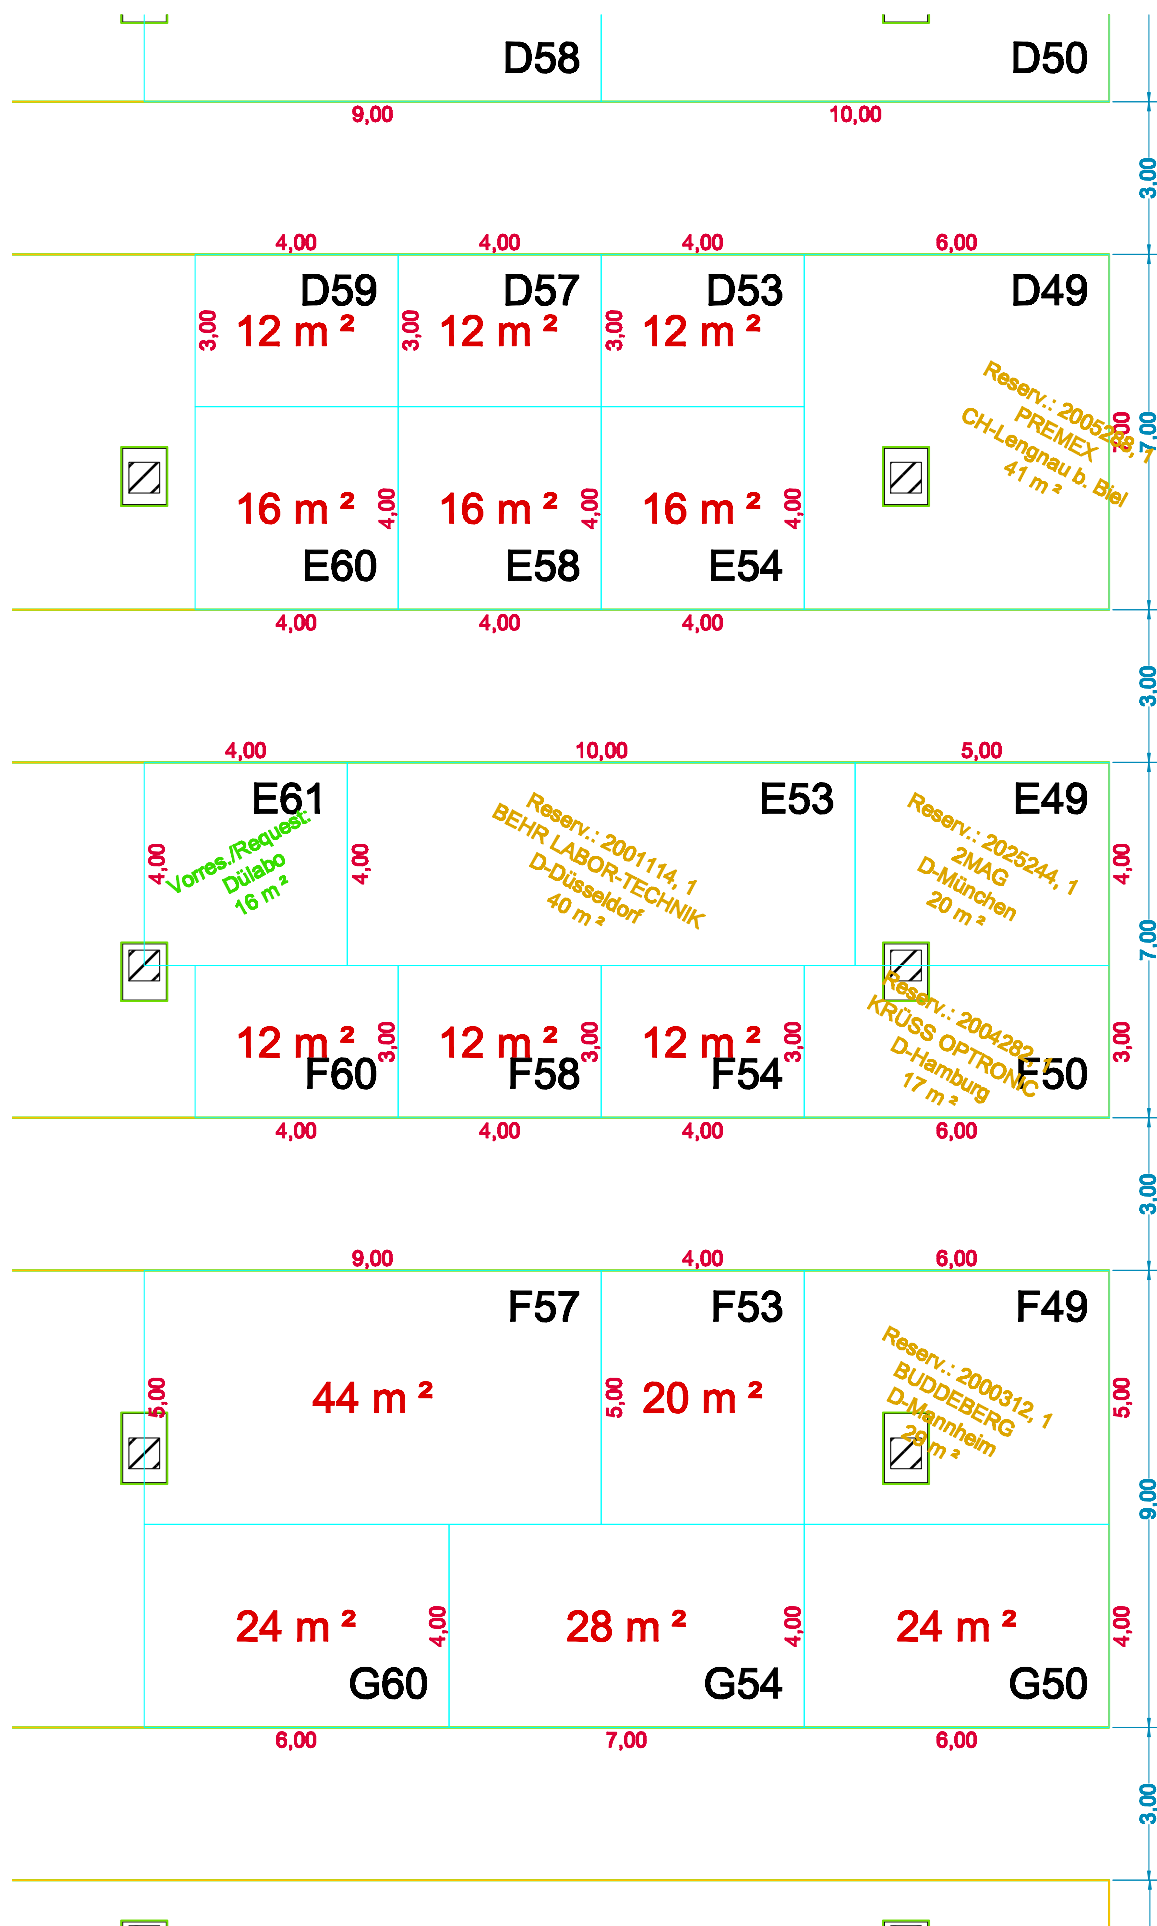 D58
D50
9,00
10,00
3,00
4,00
4,00
4,00
6,00
D59
D57
D53
D49
3,00
12 m ²
3,00
12 m ²
3,00
12 m ²
Reserv.: 2005288, 1
PREMEX
CH-Lengnau b. Biel
41 m ²
7,00
7,00
16 m ²
4,00
16 m ²
4,00
16 m ²
4,00
E60
E58
E54
4,00
4,00
4,00
3,00
4,00
10,00
5,00
E61
E53
E49
4,00
Vorres./Request:
Dülabo
16 m ²
4,00
Reserv.: 2001114, 1
BEHR LABOR-TECHNIK
D-Düsseldorf
40 m ²
Reserv.: 2025244, 1
2MAG
D-München
20 m ²
4,00
7,00
12 m ²
3,00
12 m ²
3,00
12 m ²
3,00
Reserv.: 2004282, 1
KRÜSS OPTRONIC
D-Hamburg
17 m ²
3,00
F60
F58
F54
F50
4,00
4,00
4,00
6,00
3,00
9,00
4,00
6,00
F57
F53
F49
5,00
44 m ²
5,00
20 m ²
Reserv.: 2000312, 1
BUDDEBERG
D-Mannheim
29 m ²
5,00
9,00
24 m ²
4,00
28 m ²
4,00
24 m ²
4,00
G60
G54
G50
6,00
7,00
6,00
3,00